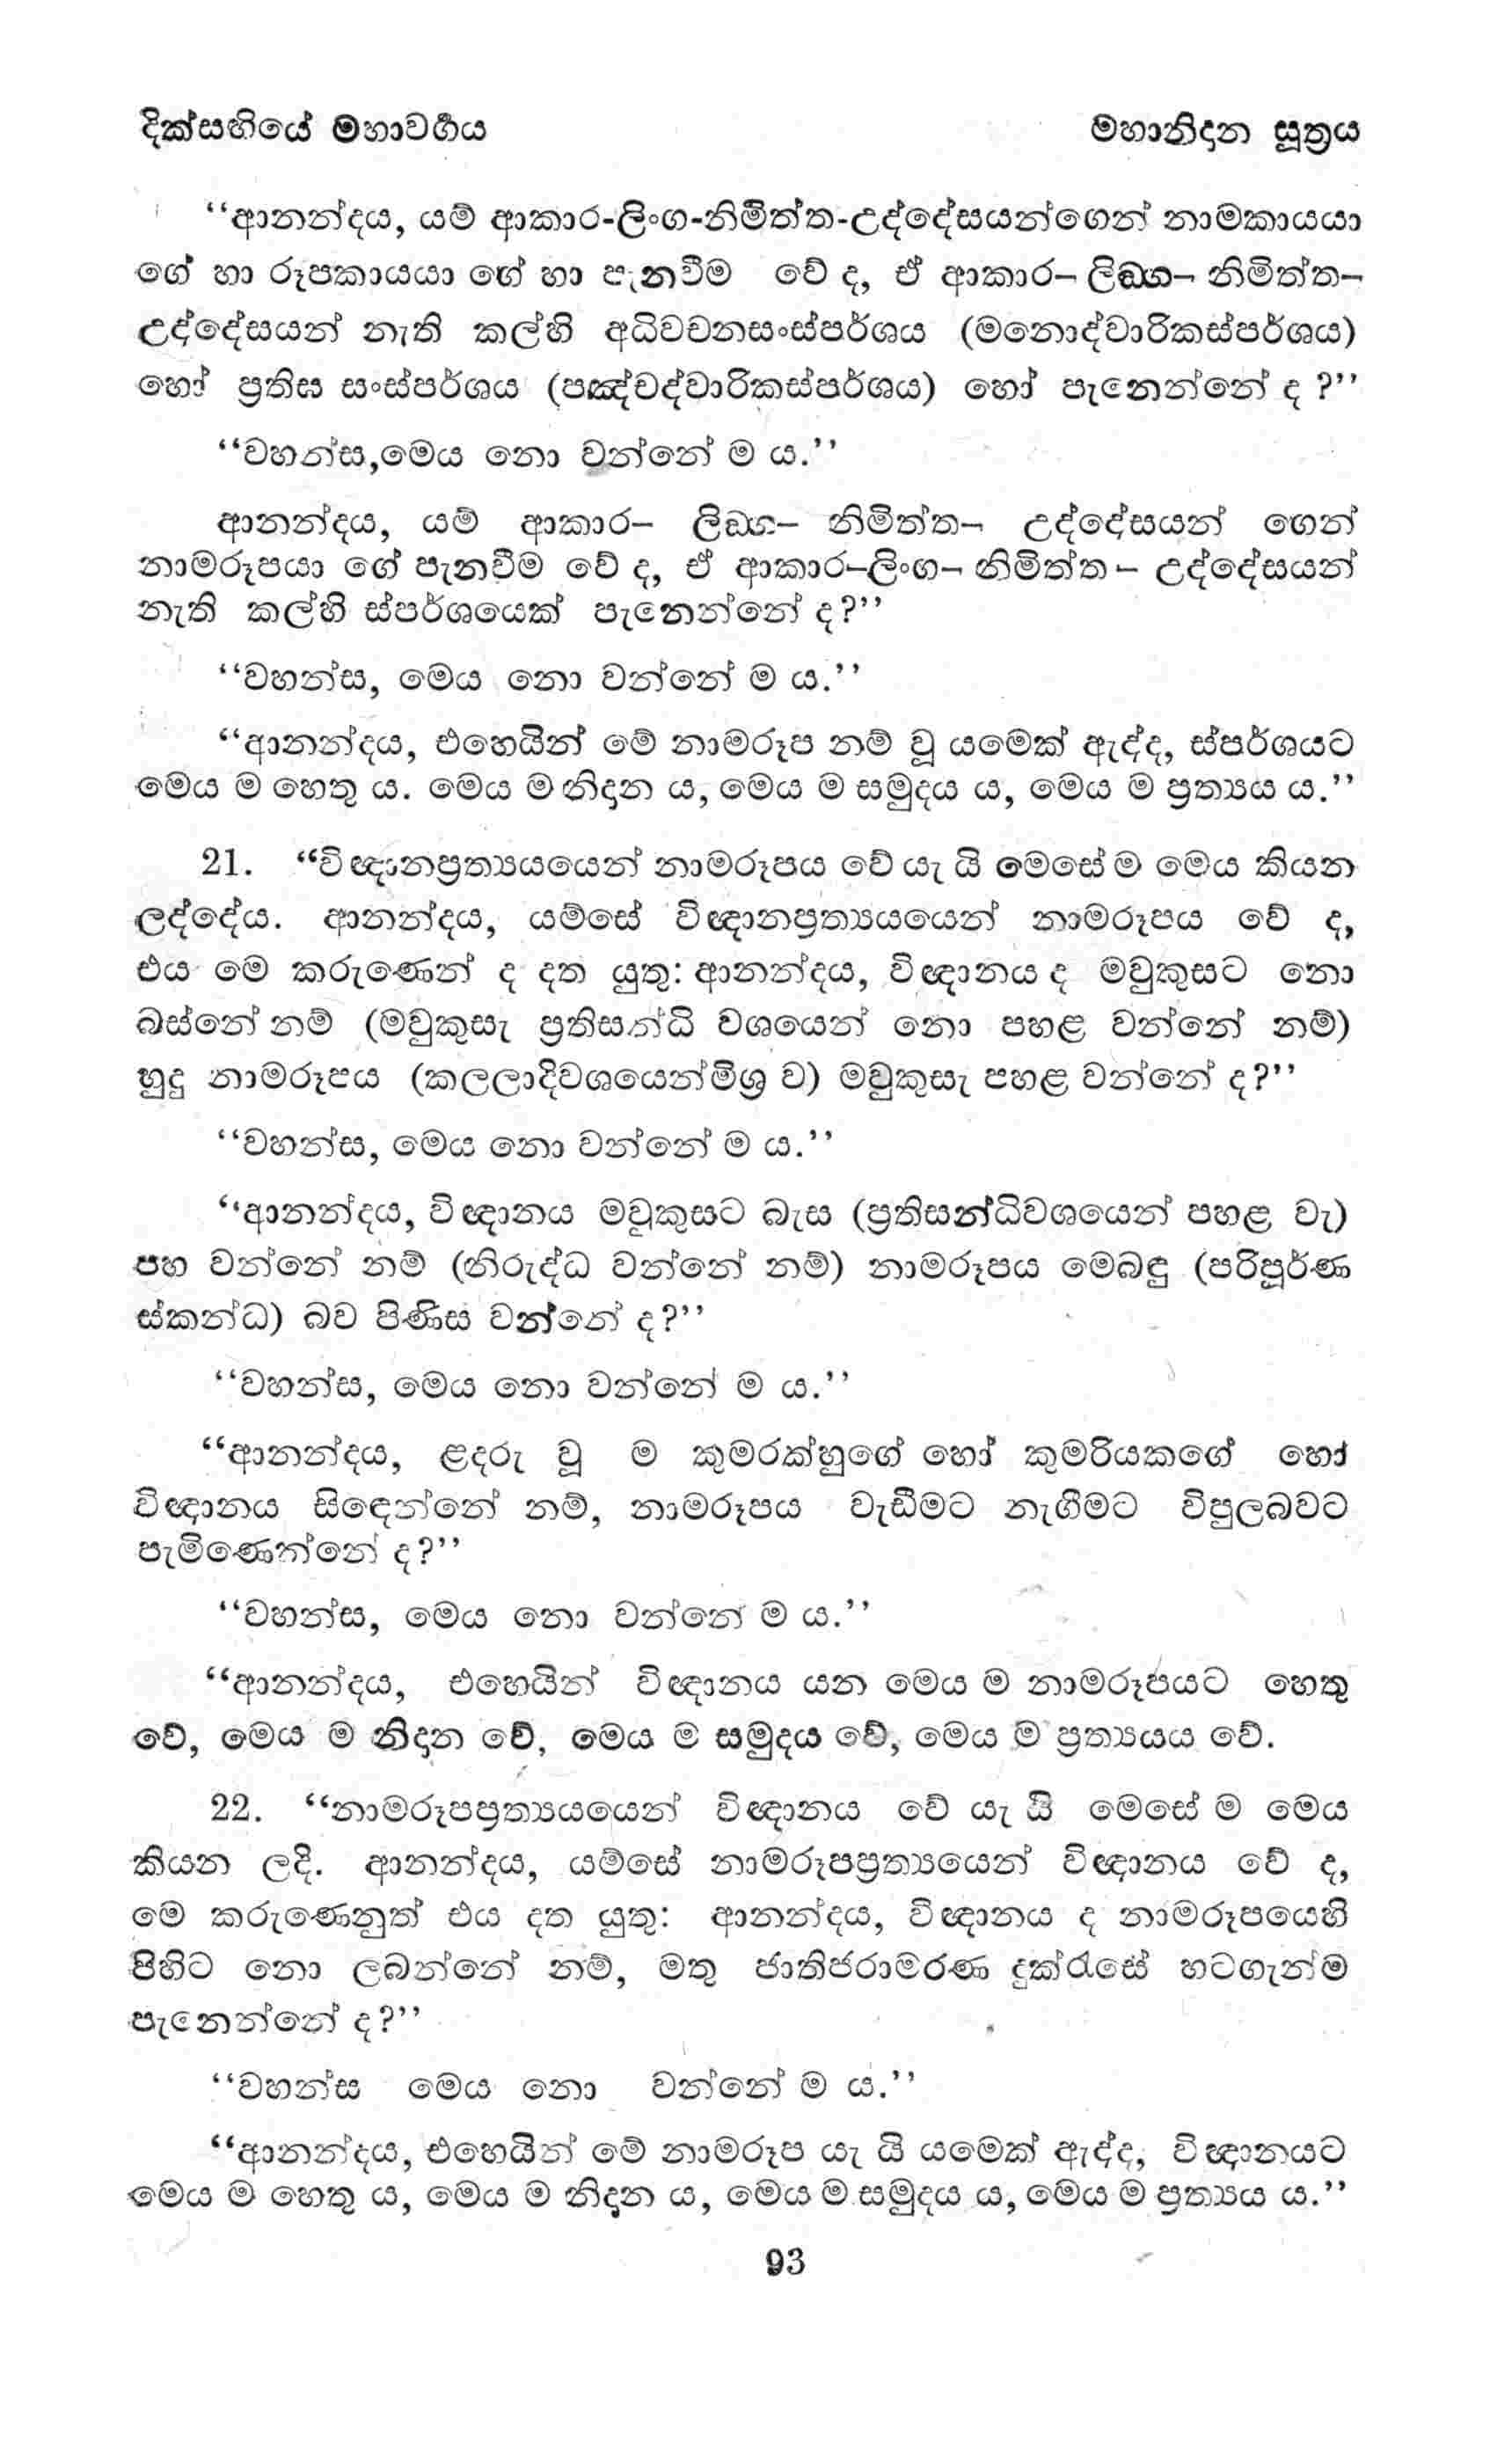 දික්සඟියේ මහාවර්‍ගය
මහානිදාන සූත්‍රය
‘‘ආනන්දය, යම් ආකාර-ලිංග-නිමිත්ත-උද්දේසයන්ගෙන් නාමකායයා
ගේ හා රූපකායයා ගේ හා පැනවීම වේ ද, ඒ ආකාර– ලිඞ්ග– නිමිත්ත–
උද්දේසයන් නැති කල්හි අධිවචනසංස්පර්ශය (මනොද්වාරිකස්පර්ශය)
හෝ ප්‍රතිඝ සංස්පර්ශය (පඤ්චද්වාරිකස්පර්ශය) හෝ පැනෙන්නේ ද ?’’
‘‘වහන්ස,මෙය නො වන්නේ ම ය.’’
ආනන්දය, යම් ආකාර– ලිඞ්ග– නිමිත්ත– උද්දේසයන් ගෙන්
නාමරූපයා ගේ පැනවීම වේ ද, ඒ ආකාර–ලිංග– නිමිත්ත – උද්දේසයන්
නැති කල්හි ස්පර්ශයෙක් පැනෙන්නේ ද?’’
‘‘වහන්ස, මෙය නො වන්නේ ම ය.’’
‘‘ආනන්දය, එහෙයින් මේ නාමරූප නම් වූ යමෙක් ඇද්ද, ස්පර්ශයට
මෙය ම හෙතු ය. මෙය ම නිදාන ය, මෙය ම සමුදය ය, මෙය ම ප්‍රත්‍යය ය.’’
21. ‘‘විඥානප්‍රත්‍යයයෙන් නාමරූපය වේ යැ යි මෙසේ ම මෙය කියන
ලද්දේය. ආනන්දය, යම්සේ විඥානප්‍රත්‍යයයෙන් නාමරූපය වේ ද,
එය මෙ කරුණෙන් ද දත යුතු: ආනන්දය, විඥානය ද මවුකුසට නො
බස්නේ නම් (මවුකුසැ ප්‍රතිසන්ධි වශයෙන් නො පහළ වන්නේ නම්)
හුදු නාමරූපය (කලලාදිවශයෙන්මිශ්‍ර ව) මවුකුසැ පහළ වන්නේ ද?’’
‘‘වහන්ස, මෙය නො වන්නේ ම ය.’’
‘‘ආනන්දය, විඥානය මවුකුසට බැස (ප්‍රතිසන්ධිවශයෙන් පහළ වැ)
පහ වන්නේ නම් (නිරුද්ධ වන්නේ නම්) නාමරූපය මෙබඳු (පරිපූර්ණ
ස්කන්ධ) බව පිණිස වන්නේ ද?’’
‘‘වහන්ස, මෙය නො වන්නේ ම ය.’’
‘‘ආනන්දය, ළදරු වූ ම කුමරක්හුගේ හෝ කුමරියකගේ හෝ
විඥානය සිඳෙන්නේ නම්, නාමරූපය වැඩීමට නැගීමට විපුලබවට
පැමිණෙන්නේ ද?’’
‘‘වහන්ස, මෙය නො වන්නේ ම ය.’’
‘‘ආනන්දය, එහෙයින් විඥානය යන මෙය ම නාමරූපයට හෙතු
වේ, මෙය ම නිදාන වේ, මෙය ම සමුදය වේ, මෙය ම ප්‍රත්‍යයය වේ.
22. ‘‘නාමරූපප්‍රත්‍යයයෙන් විඥානය වේ යැ යි මෙසේ ම මෙය
කියන ලදි. ආනන්දය, යම්සේ නාමරූපප්‍රත්‍යයෙන් විඥානය වේ ද,
මෙ කරුණෙනුත් එය දත යුතු: ආනන්දය, විඥානය ද නාමරූපයෙහි
පිහිට නො ලබන්නේ නම්, මතු ජාතිජරාමරණ දුක්රැසේ හටගැන්ම
පැනෙන්නේ ද?’’
‘‘වහන්ස මෙය නො වන්නේ ම ය.’’
‘‘ආනන්දය, එහෙයින් මේ නාමරූප යැ යි යමෙක් ඇද්ද, විඥානයට
මෙය ම හෙතු ය, මෙය ම නිදාන ය, මෙය ම සමුදය ය, මෙය ම ප්‍රත්‍යය ය.’’
93